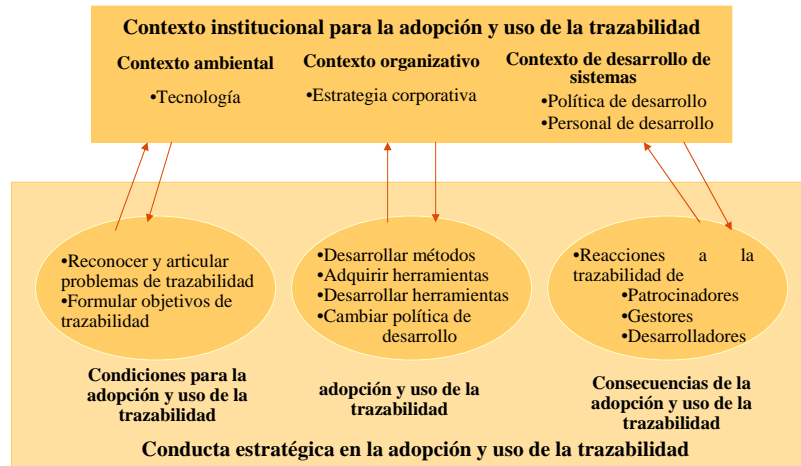 Contexto institucional para la adopción y uso de la trazabilidad
Contexto ambiental
•Tecnología
Contexto organizativo
•Estrategia corporativa
Contexto de desarrollo de
sistemas
•Política de desarrollo
•Personal de desarrollo
•Reconocer y articular
problemas de trazabilidad
•Formular objetivos de
trazabilidad
Condiciones para la
adopción y uso de la
trazabilidad
•Desarrollar métodos
•Adquirir herramientas
•Desarrollar herramientas
•Cambiar política de
desarrollo
adopción y uso de la
trazabilidad
•Reacciones a la
trazabilidad de
•Patrocinadores
•Gestores
•Desarrolladores
Consecuencias de la
adopción y uso de la
trazabilidad
Conducta estratégica en la adopción y uso de la trazabilidad